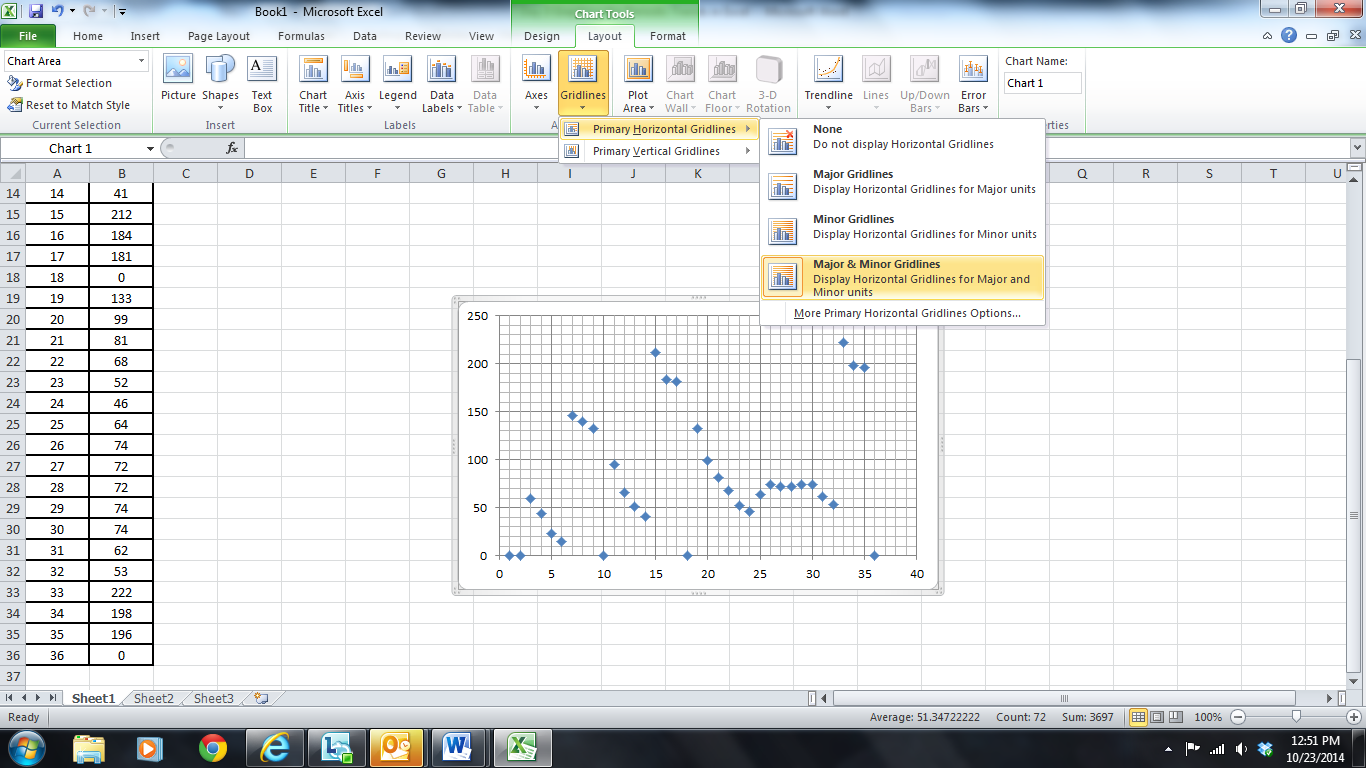 Book1 - Microsoft Excel
Chart Tools
File Home Insert Page Layout Formulas Data Review View Design Layout Format
Chart Area
Format Selection
Reset to Match Style
Current Selection
Picture Shapes Text Box
Insert
Chart Title Axis Titles Legend Data Labels Data Table
Labels
Axes Gridlines
Plot Area Chart Wall Chart Floor 3-D Rotation
Trendline Lines Up/Down Bars Error Bars
Chart Name:
Chart 1
Primary Horizontal Gridlines
Primary Vertical Gridlines
None
Do not display Horizontal Gridlines
Major Gridlines
Display Horizontal Gridlines for Major units
Minor Gridlines
Display Horizontal Gridlines for Minor units
Major & Minor Gridlines
Display Horizontal Gridlines for Major and
Minor units
More Primary Horizontal Gridlines Options...
Chart 1 fx
A B C D E F G H I J K Q R S T U
14 14 41
15 15 212
16 16 184
17 17 181
18 18 0
19 19 133
20 20 99
21 21 81
22 22 68
23 23 52
24 24 46
25 25 64
26 26 74
27 27 72
28 28 72
29 29 74
30 30 74
31 31 62
32 32 53
33 33 222
34 34 198
35 35 196
36 36 0
37
250
200
150
100
50
0
0 5 10 15 20 25 30 35 40
Sheet1 Sheet2 Sheet3
Ready
Average: 51.34722222 Count: 72 Sum: 3697 100%
12:51 PM
10/23/2014